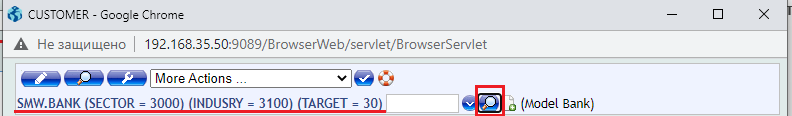 CUSTOMER - Google Chrome
Не защищено 192.168.35.50:9089/BrowserWeb/servlet/BrowserServlet
More Actions ...
SMW.BANK (SECTOR = 3000) (INDUSRY = 3100) (TARGET = 30) (Model Bank)